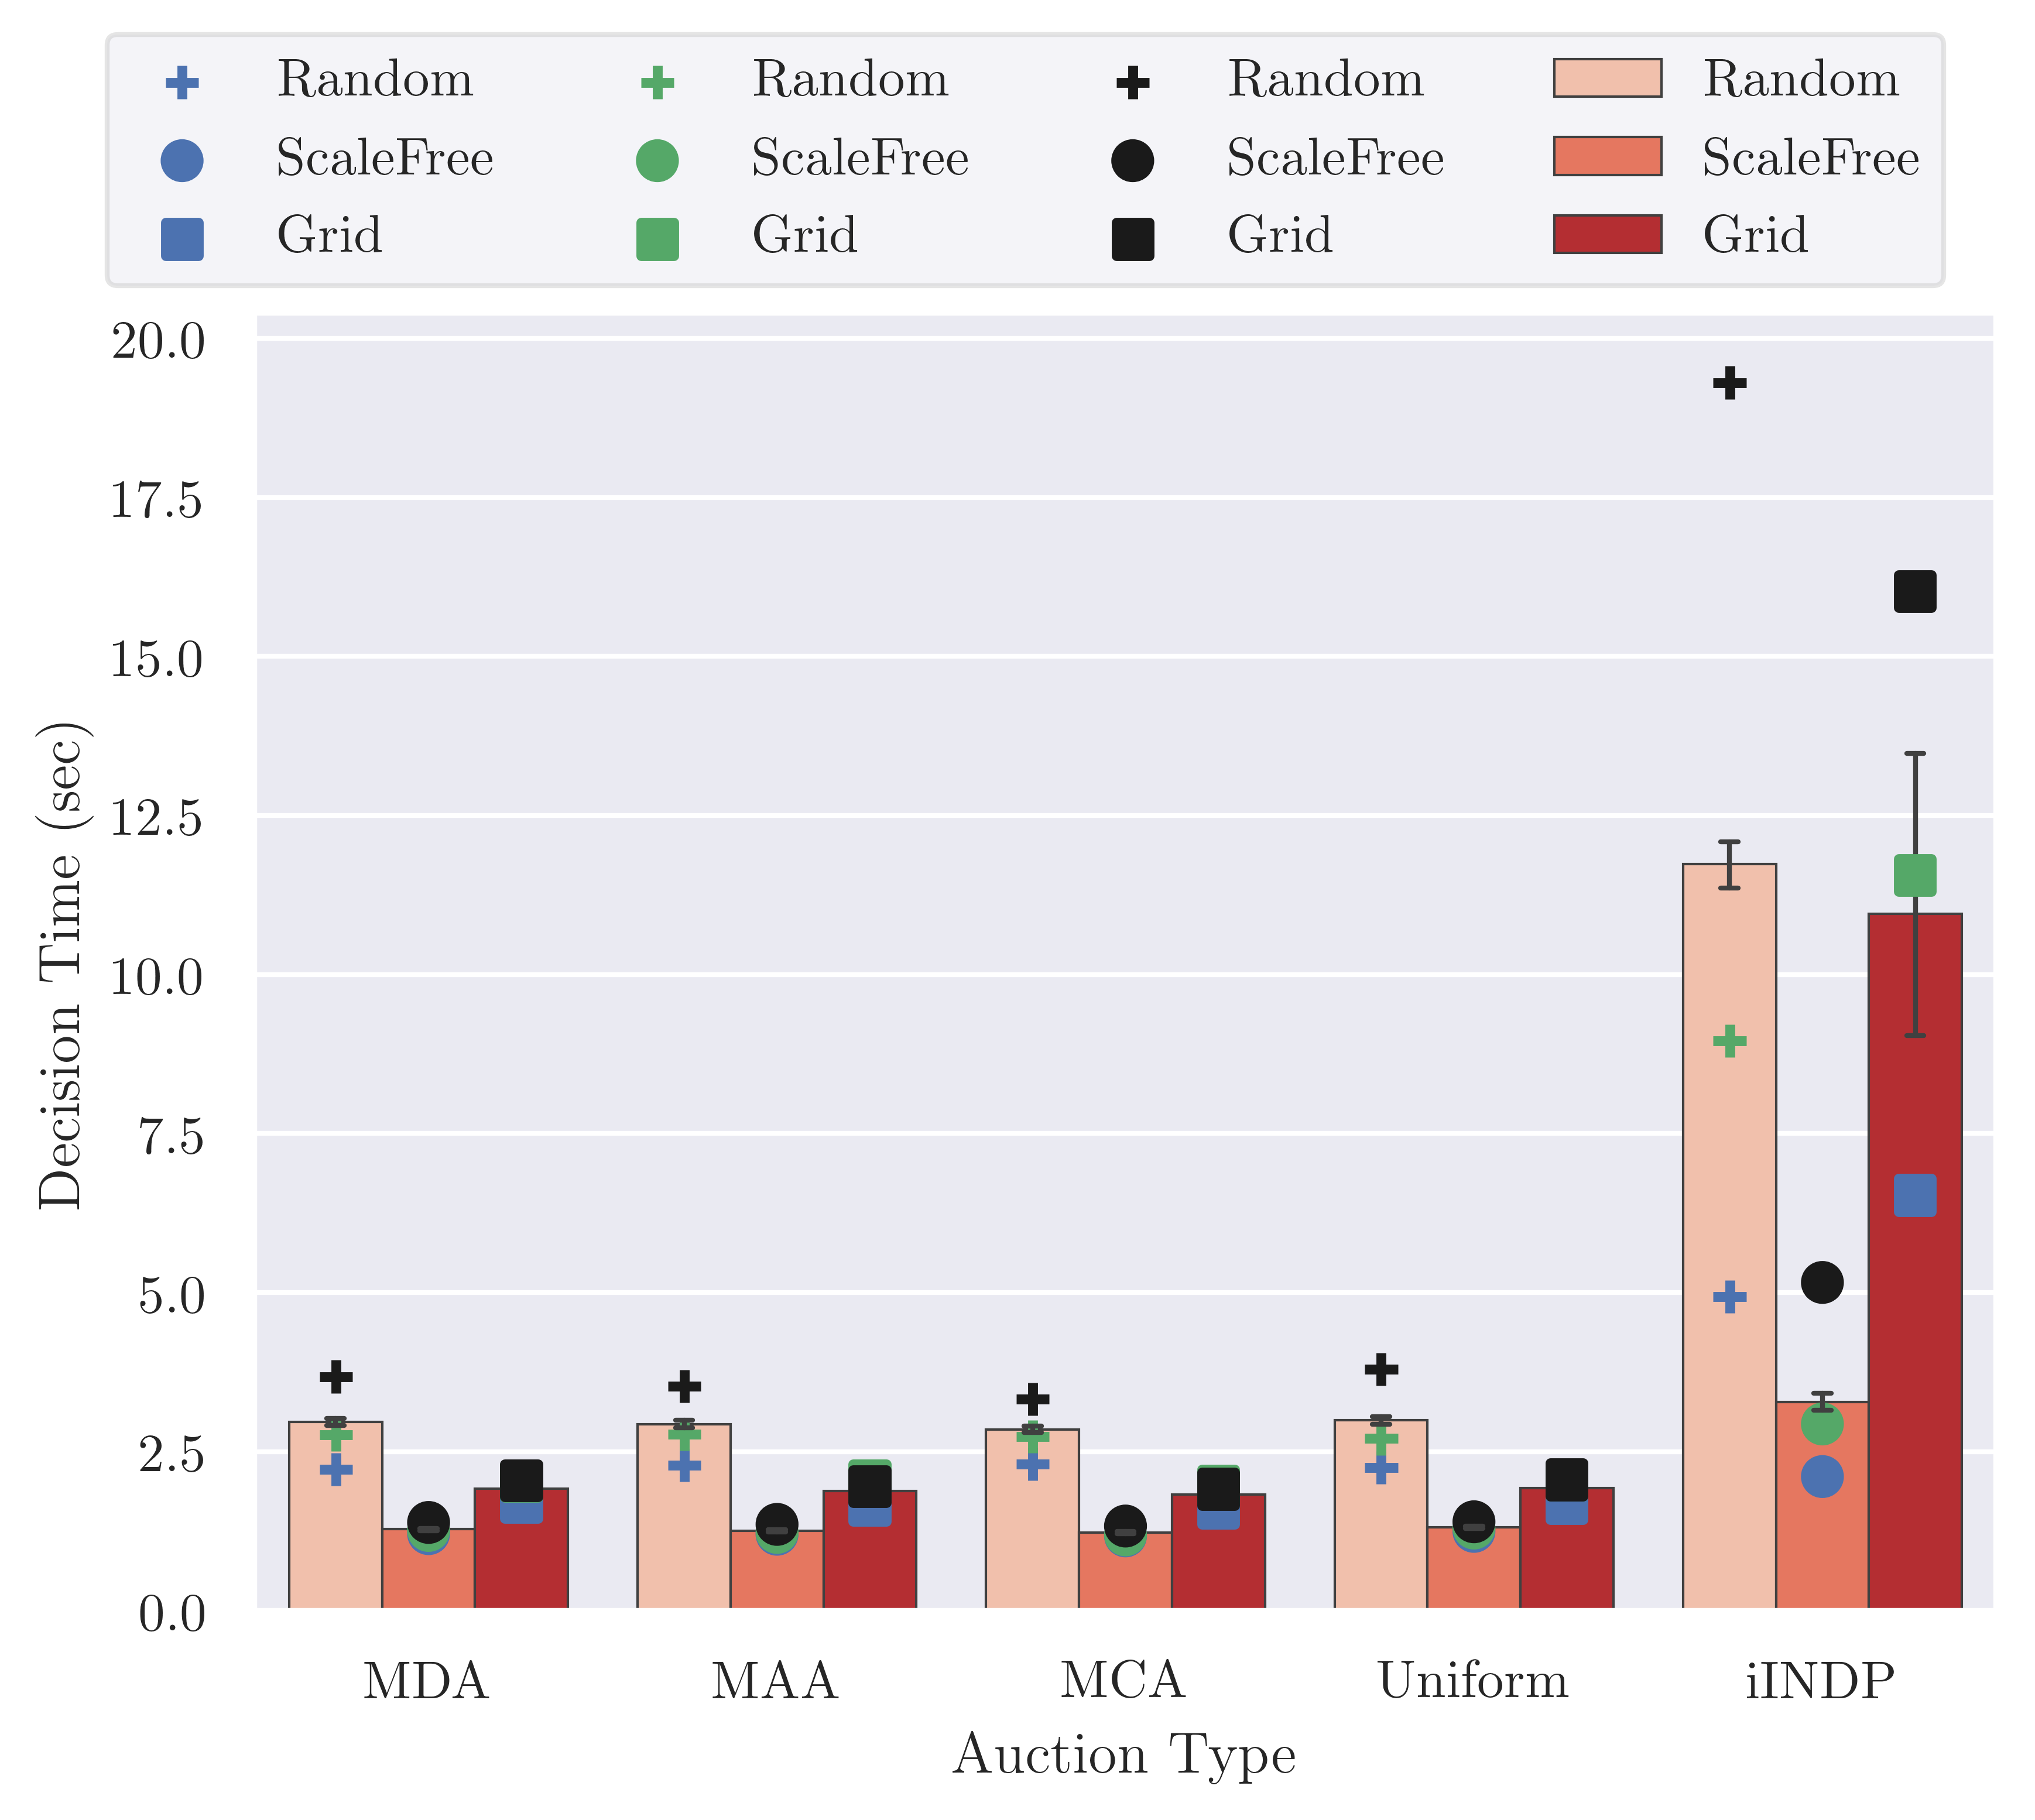 Random Random Random Random
ScaleFree ScaleFree ScaleFree ScaleFree
Grid Grid Grid Grid
20.0
17.5
15.0
12.5
10.0
7.5
5.0
2.5
0.0
Decision Time (sec)
MDA MAA MCA Uniform iINDP
Auction Type